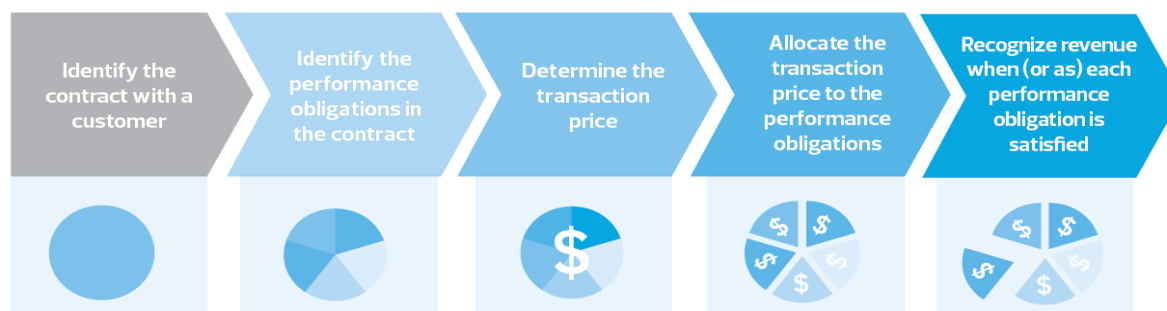 Identify the
contract with a
customer
Identify the
performance
obligations in
the contract
Determine the
transaction
price
Allocate the
transaction
price to the
performance
obligations
Recognize revenue
when (or as) each
performance
obligation is
satisfied
$
$
$
$
$
$
$
$
$
$
$